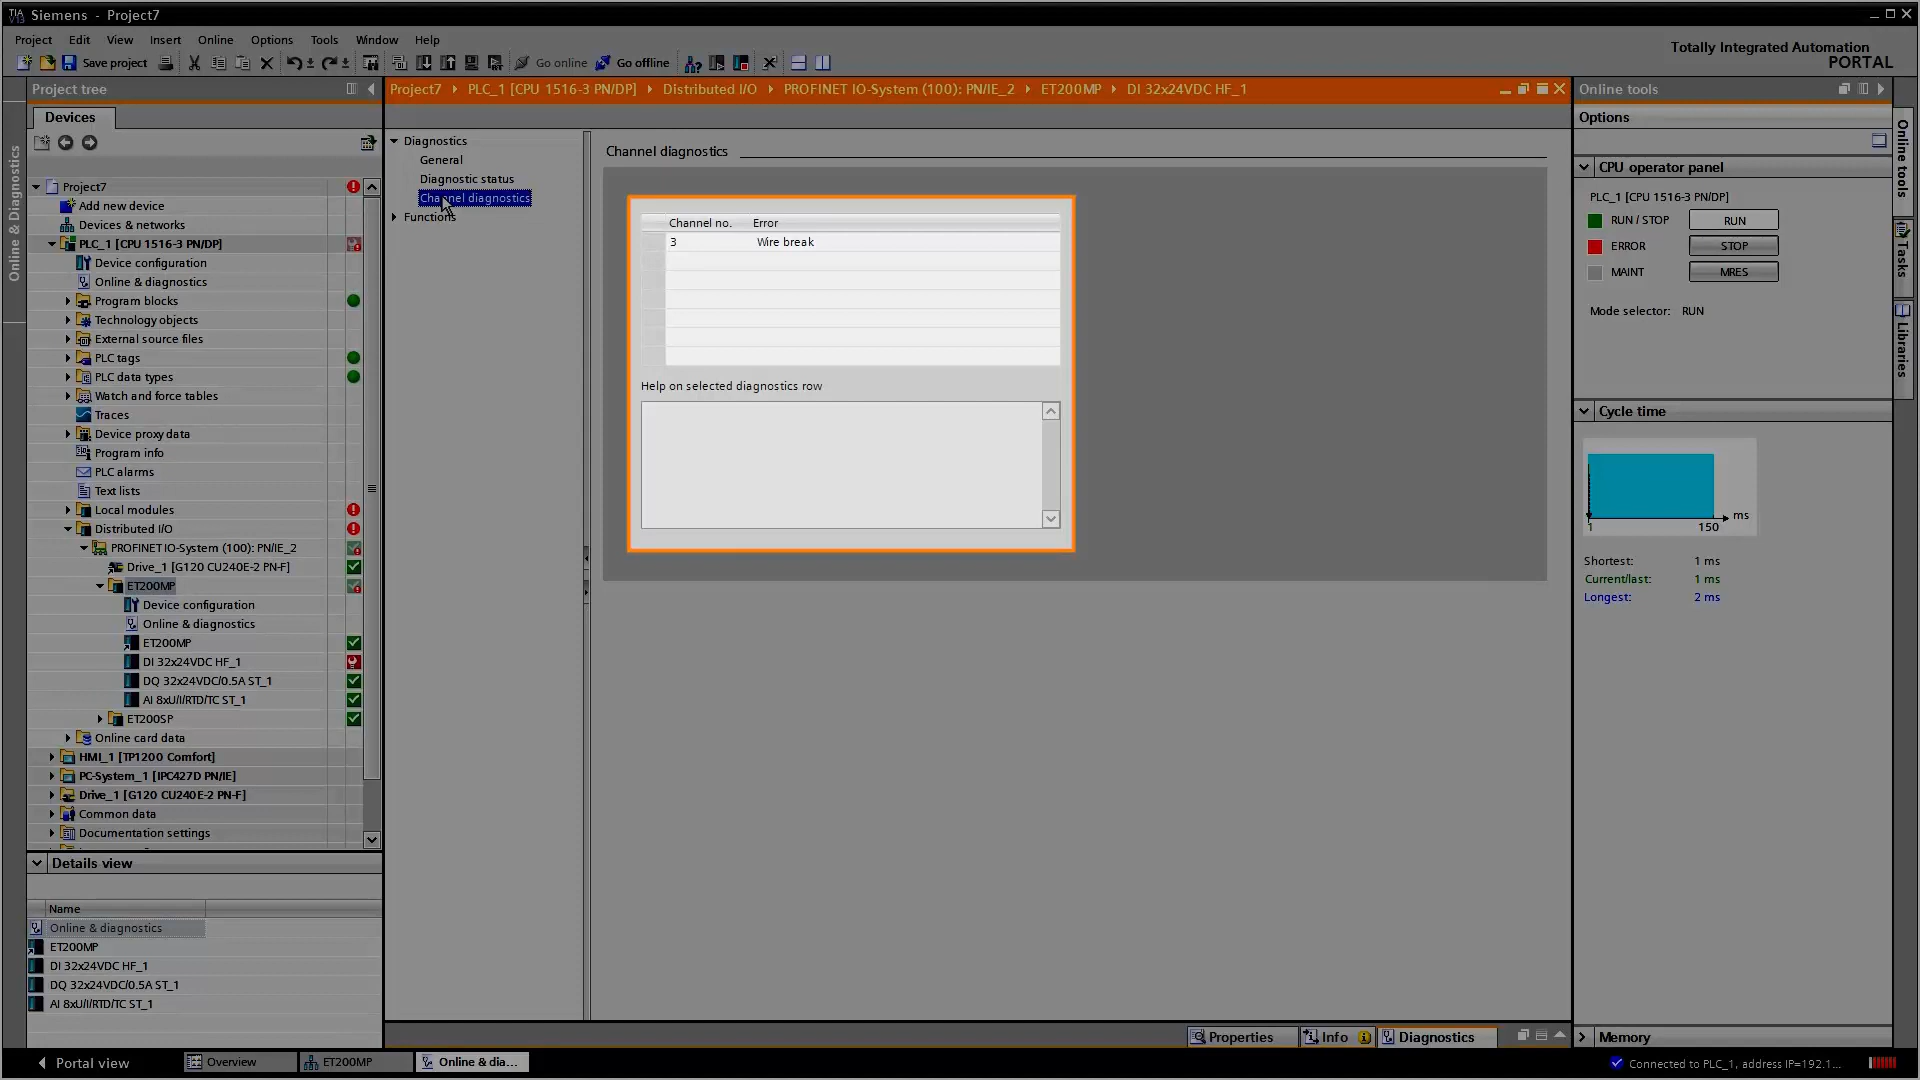 Siemens - Project7
Project Edit View Insert Online Options Tools Window Help
Save project Go online Go offline
Totally Integrated Automation
PORTAL
Project tree
Devices
Online & Diagnostics
Project7
Add new device
Devices & networks
PLC_1 [CPU 1516-3 PN/DP]
Device configuration
Online & diagnostics
Program blocks
Technology objects
External source files
PLC tags
PLC data types
Watch and force tables
Traces
Device proxy data
Program info
PLC alarms
Text lists
Local modules
Distributed I/O
PROFINET IO-System (100): PN/IE_2
Drive_1 [G120 CU240E-2 PN-F]
ET200MP
Device configuration
Online & diagnostics
ET200MP
DI 32x24VDC HF_1
DQ 32x24VDC/0.5A ST_1
AI 8xU/I/RTD/TC ST_1
ET200SP
Online card data
HMI_1 [TP1200 Comfort]
PC-System_1 [IPC427D PN/IE]
Drive_1 [G120 CU240E-2 PN-F]
Common data
Documentation settings
Details view
Name
Online & diagnostics
ET200MP
DI 32x24VDC HF_1
DQ 32x24VDC/0.5A ST_1
AI 8xU/I/RTD/TC ST_1
Project7 PLC_1 [CPU 1516-3 PN/DP] Distributed I/O PROFINET IO-System (100): PN/IE_2 ET200MP DI 32x24VDC HF_1
Diagnostics
General
Diagnostic status
Channel diagnostics
Functions
Channel diagnostics
Channel no. Error
3 Wire break
Help on selected diagnostics row
Properties Info Diagnostics
Online tools
Options
CPU operator panel
PLC_1 [CPU 1516-3 PN/DP]
RUN / STOP RUN
ERROR STOP
MAINT MRES
Mode selector: RUN
Cycle time
ms
1 150
Shortest: 1 ms
Current/last: 1 ms
Longest: 2 ms
Memory
Online tools
Tasks
Libraries
Portal view Overview ET200MP Online & dia...
Connected to PLC_1, address IP=192.1...